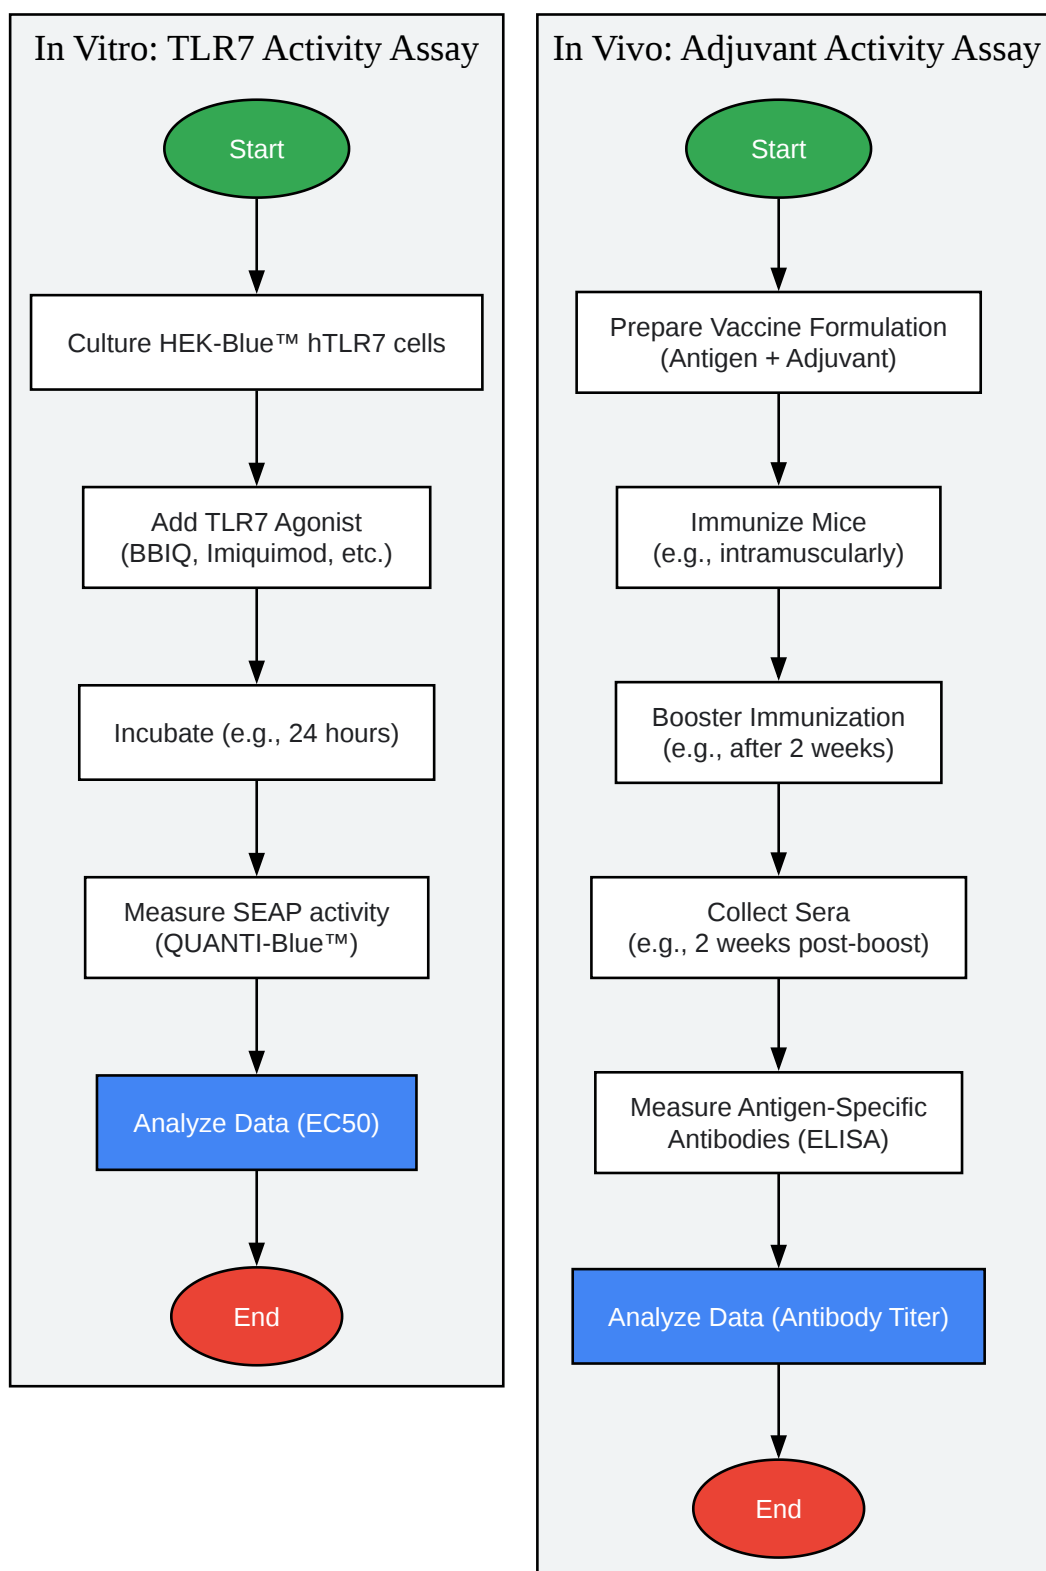 In Vitro: TLR7 Activity Assay
Start
Culture HEK-Blue™ hTLR7 cells
Add TLR7 Agonist
(BBIQ, Imiquimod, etc.)
Incubate (e.g., 24 hours)
Measure SEAP activity
(QUANTI-Blue™)
Analyze Data (EC50)
End
In Vivo: Adjuvant Activity Assay
Start
Prepare Vaccine Formulation
(Antigen + Adjuvant)
Immunize Mice
(e.g., intramuscularly)
Booster Immunization
(e.g., after 2 weeks)
Collect Sera
(e.g., 2 weeks post-boost)
Measure Antigen-Specific
Antibodies (ELISA)
Analyze Data (Antibody Titer)
End